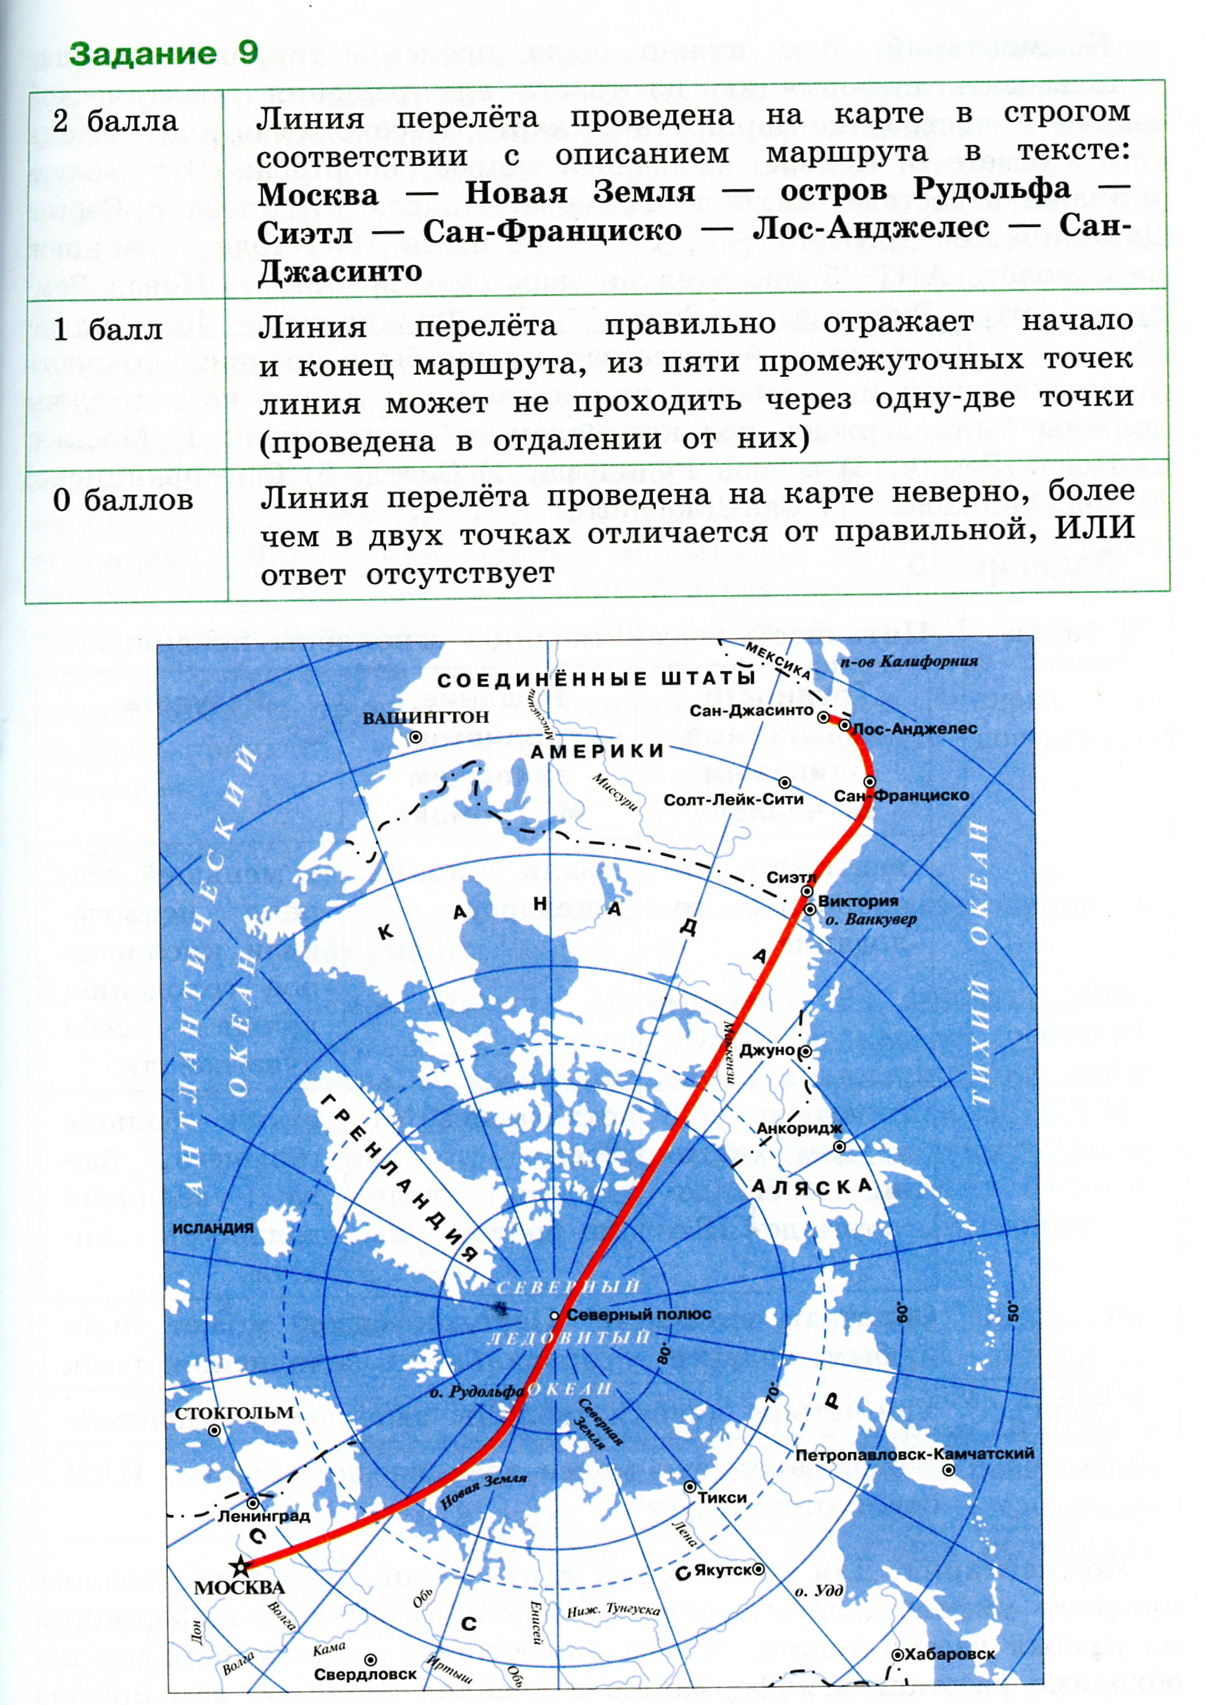 Задание 9
2 балла
Линия перелёта проведена на карте в строгом
соответствии с описанием маршрута в тексте:
Москва — Новая Земля — остров Рудольфа —
Сиэтл — Сан-Франциско — Лос-Анджелес — Сан-
Джасинто
1 балл
Линия перелёта правильно отражает начало
и конец маршрута, из пяти промежуточных точек
линия может не проходить через одну-две точки
(проведена в отдалении от них)
0 баллов
Линия перелёта проведена на карте неверно, более
чем в двух точках отличается от правильной, ИЛИ
ответ отсутствует
МЕКСИКА
п-ов Калифорния
СОЕДИНЁННЫЕ ШТАТЫ
АМЕРИКИ
Сан-Джасинто
Лос-Анджелес
ВАШИНГТОН
Миссисипи
Миссури
Солт-Лейк-Сити
Сан-Франциско
АТЛАНТИЧЕСКИЙ
ОКЕАН
ТИХИЙ ОКЕАН
Сиэтл
Виктория
о. Ванкувер
КАНАДА
Маккензи
Джуно
Анкоридж
АЛЯСКА
ГРЕНЛАНДИЯ
ИСЛАНДИЯ
СЕВЕРНЫЙ
Северный полюс
ЛЕДОВИТЫЙ
ОКЕАН
80°
70°
60°
50°
о. Рудольфа
Северная
Земля
СТОКГОЛЬМ
Новая Земля
Петропавловск-Камчатский
Тикси
Ленинград
МОСКВА
С
С
С
Р
Лена
Якутск
о. Удд
Обь
Енисей
Ниж. Тунгуска
Дон
Волга
Волга
Кама
Свердловск
Иртыш
Обь
Хабаровск